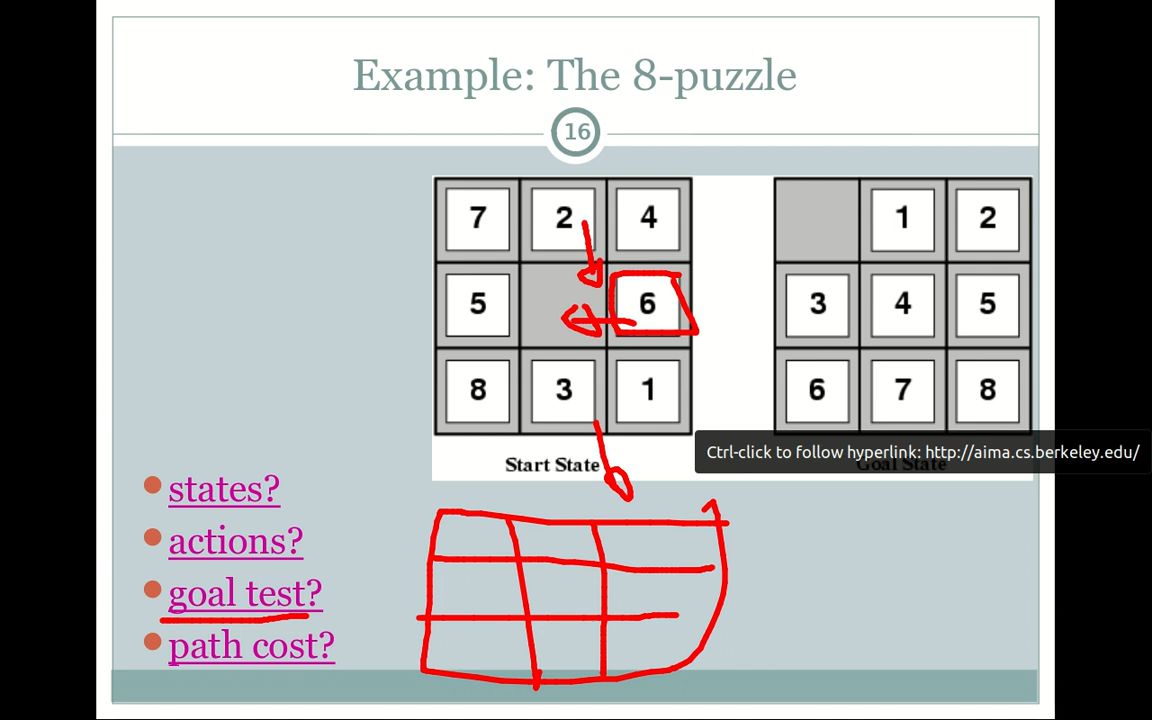 Example: The 8-puzzle
16
7 2 4
5 6
8 3 1
Start State
1 2
3 4 5
6 7 8
Ctrl-click to follow hyperlink: http://aima.cs.berkeley.edu/
Goal State
states?
actions?
goal test?
path cost?